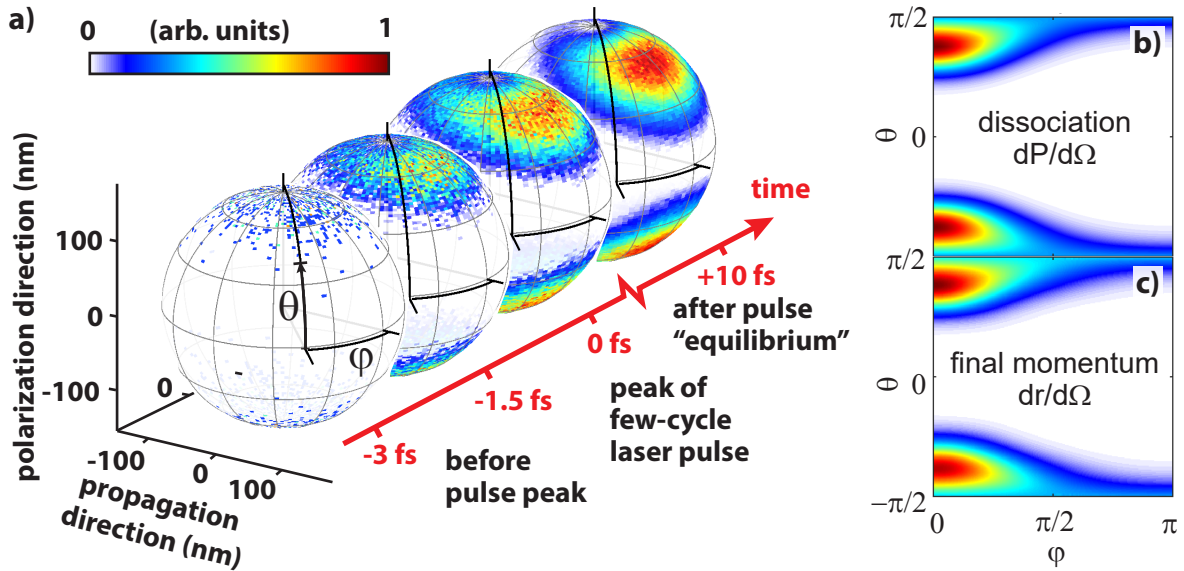 a)
0 (arb. units) 1
polarization direction (nm)
100
0
-100
0
-100
0
100
propagation
direction (nm)
θ
φ
time
-3 fs
-1.5 fs
0 fs
+10 fs
before
pulse peak
peak of
few-cycle
laser pulse
after pulse
“equilibrium”
b)
π/2
θ
0
dissociation
dP/dΩ
π/2
c)
θ
0
final momentum
dr/dΩ
−π/2
0
π/2
π
φ